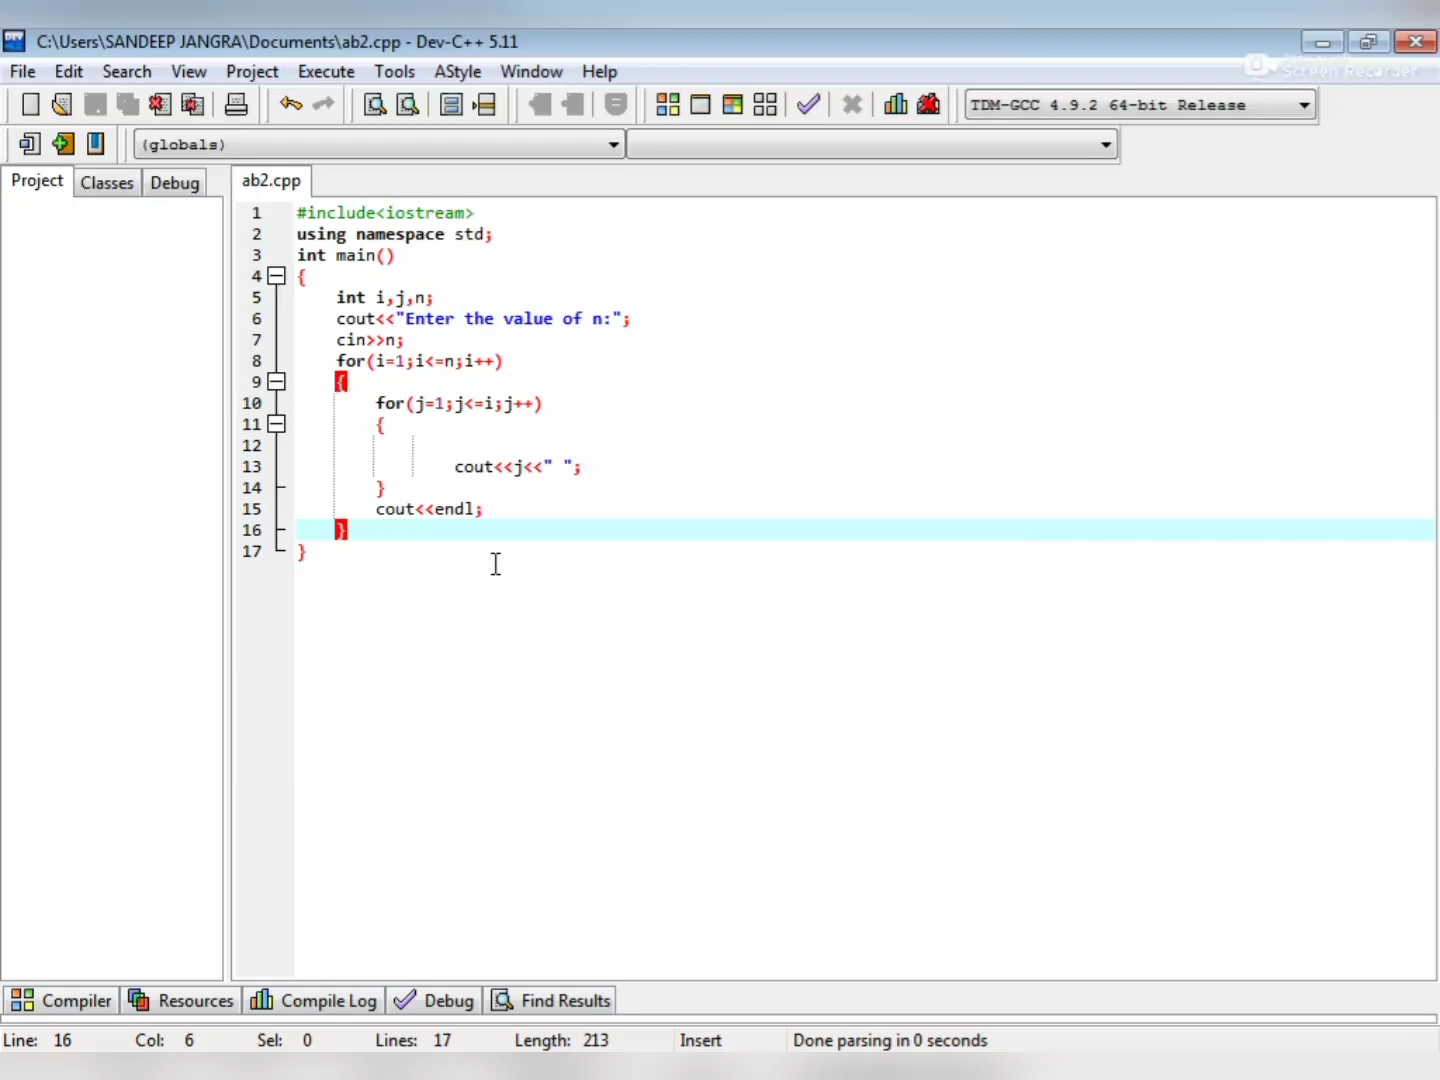 C:\Users\SANDEEP JANGRA\Documents\ab2.cpp - Dev-C++ 5.11
File Edit Search View Project Execute Tools AStyle Window Help
Screen Recorder
TDM-GCC 4.9.2 64-bit Release
(globals)
Project Classes Debug ab2.cpp
1 #include<iostream>
2 using namespace std;
3 int main()
4 {
5 int i,j,n;
6 cout<<"Enter the value of n:";
7 cin>>n;
8 for(i=1;i<=n;i++)
9 {
10 for(j=1;j<=i;j++)
11 {
12
13 cout<<j<<" ";
14 }
15 cout<<endl;
16 }
17 }
Compiler Resources Compile Log Debug Find Results
Line: 16 Col: 6 Sel: 0 Lines: 17 Length: 213 Insert Done parsing in 0 seconds